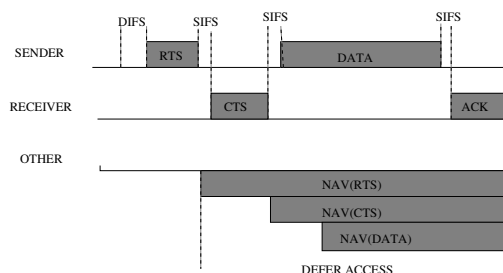 DIFS SIFS SIFS SIFS
SENDER RTS DATA
RECEIVER CTS ACK
OTHER
NAV(RTS)
NAV(CTS)
NAV(DATA)
DEFER ACCESS